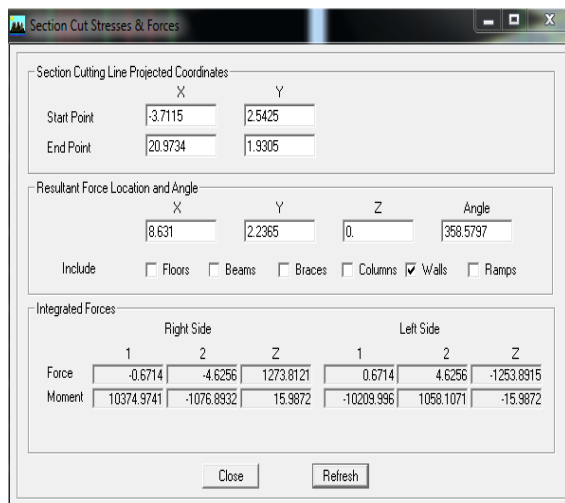 Section Cut Stresses & Forces
Section Cutting Line Projected Coordinates
X Y
Start Point -3.7115 2.5425
End Point 20.9734 1.9305
Resultant Force Location and Angle
X Y Z Angle
8.631 2.2365 0. 358.5797
Include Floors Beams Braces Columns Walls Ramps
Integrated Forces
Right Side Left Side
1 2 Z 1 2 Z
Force -0.6714 -4.6256 1273.8121 0.6714 4.6256 -1253.8915
Moment 10374.9741 -1076.8932 15.9872 -10209.996 1058.1071 -15.9872
Close Refresh